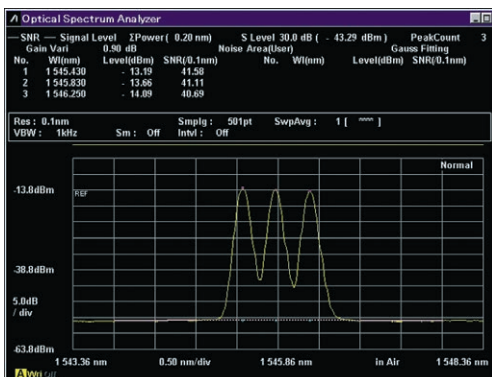 Optical Spectrum Analyzer
SNR — Signal Level ΣPower ( 0.20 nm) S Level 30.0 dB ( - 43.29 dBm ) PeakCount 3
Gain Vari 0.90 dB Noise Area(User) Gauss Fitting
No. Wl(nm) Level(dBm) SNR(/0.1nm) No. Wl(nm) Level(dBm) SNR(/0.1nm)
1 1 545.430 - 13.19 41.58
2 1 545.830 - 13.66 41.11
3 1 546.250 - 14.09 40.69
Res : 0.1nm Smplg : 501pt SwpAvg : 1 [ ]
VBW : 1kHz Sm : Off Intvl : Off
Normal
-13.8dBm
REF
-38.8dBm
5.0dB
/ div
-63.8dBm
1 543.36 nm 0.50 nm/div 1 545.86 nm in Air 1 548.36 nm
A Wri Off